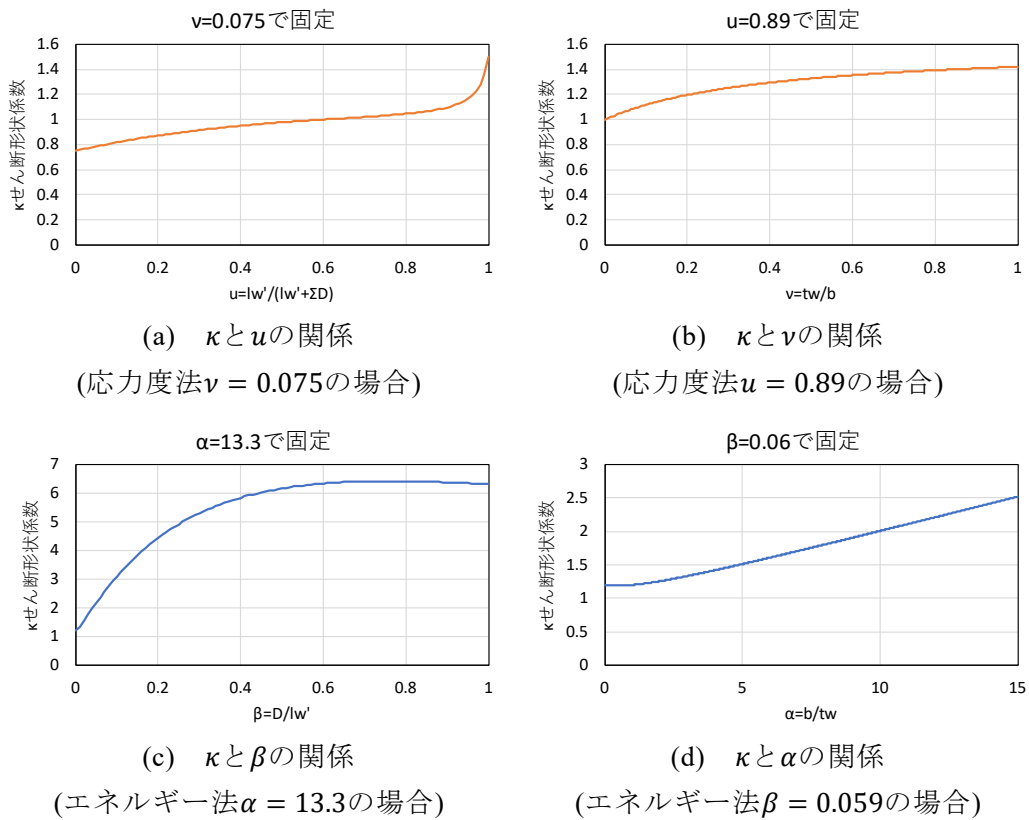 ν=0.075で固定
u=0.89で固定
κせん断形状係数
1.6
1.4
1.2
1
0.8
0.6
0.4
0.2
0
0 0.2 0.4 0.6 0.8 1
u=lw'/(lw'+ΣD)
κせん断形状係数
1.6
1.4
1.2
1
0.8
0.6
0.4
0.2
0
0 0.2 0.4 0.6 0.8 1
ν=tw/b
(a) κとuの関係
(応力度法ν = 0.075の場合)
(b) κとνの関係
(応力度法u = 0.89の場合)
α=13.3で固定
β=0.06で固定
κせん断形状係数
7
6
5
4
3
2
1
0
0 0.2 0.4 0.6 0.8 1
β=D/lw'
κせん断形状係数
3
2.5
2
1.5
1
0.5
0
0 5 10 15
α=b/tw
(c) κとβの関係
(エネルギー法α = 13.3の場合)
(d) κとαの関係
(エネルギー法β = 0.059の場合)